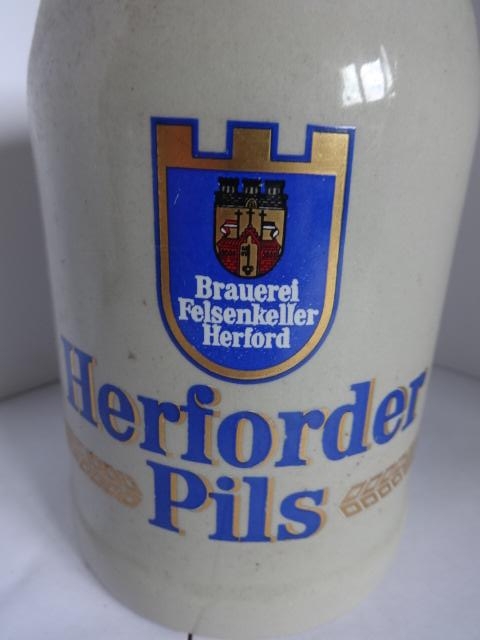 Brauerei
Felsenkeller
Herford
Herforder
Pils